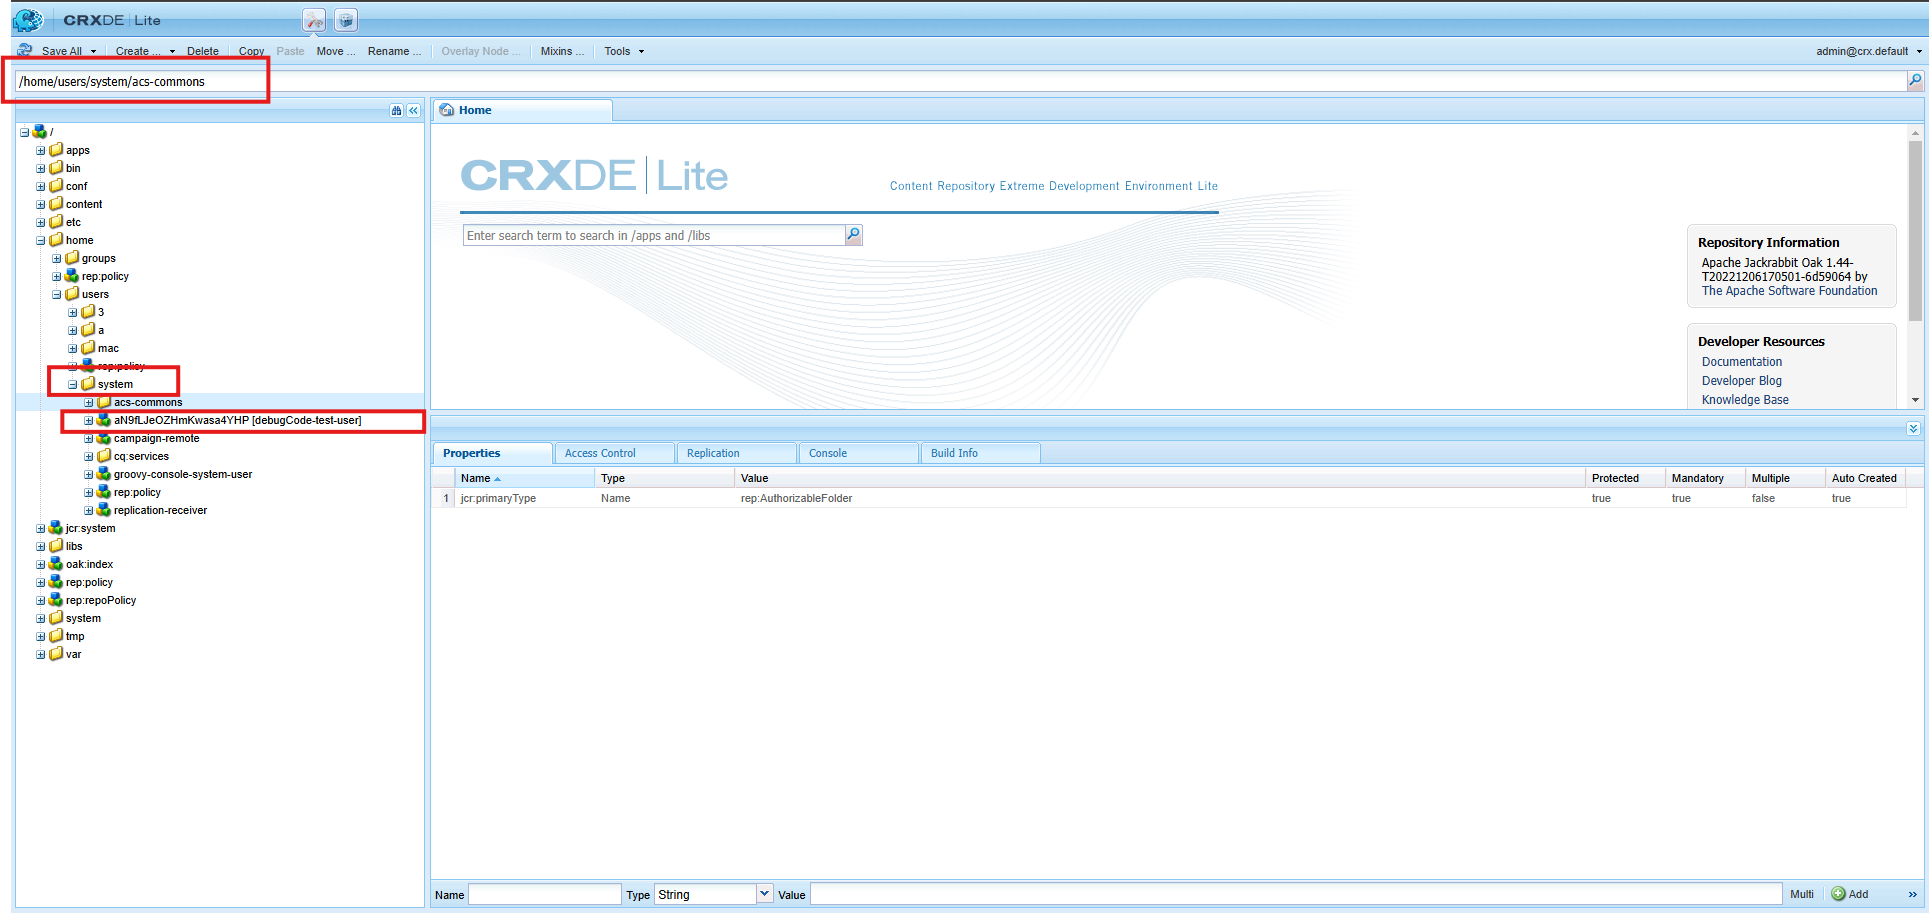 CRXDE | Lite
Save All Create ... Delete Copy Paste Move ... Rename ... Overlay Node ... Mixins ... Tools admin@crx.default
/home/users/system/acs-commons
/
apps
bin
conf
content
etc
home
groups
rep:policy
users
3
a
mac
rep:policy
system
acs-commons
aN9fLJeOZHmKwasa4YHP [debugCode-test-user]
campaign-remote
cq:services
groovy-console-system-user
rep:policy
replication-receiver
jcr:system
libs
oak:index
rep:policy
rep:repoPolicy
system
tmp
var
Home
CRXDE | Lite
Content Repository Extreme Development Environment Lite
Enter search term to search in /apps and /libs
Repository Information
Apache Jackrabbit Oak 1.44-
T20221206170501-6d59064 by
The Apache Software Foundation
Developer Resources
Documentation
Developer Blog
Knowledge Base
Properties Access Control Replication Console Build Info
Name Type Value Protected Mandatory Multiple Auto Created
1 jcr:primaryType Name rep:AuthorizableFolder true true false true
Name Type String Value Multi Add »